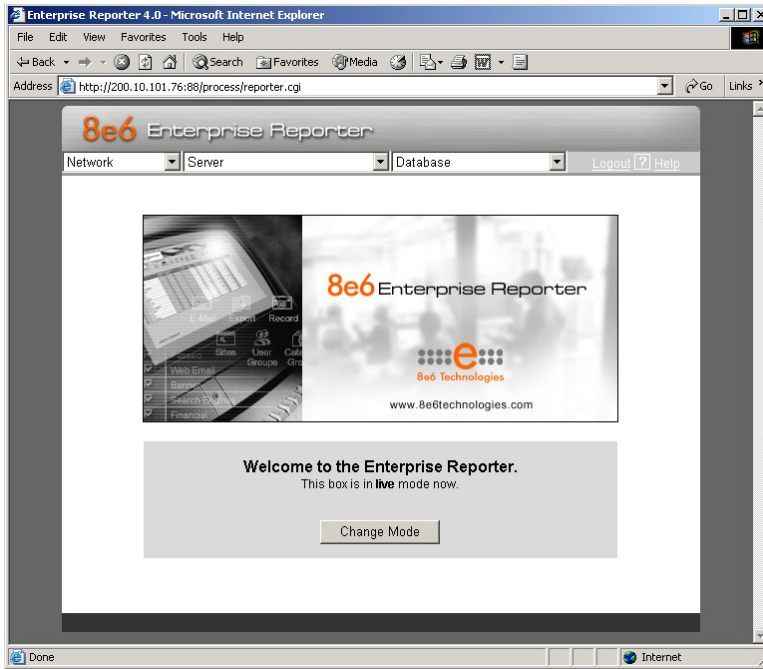 Enterprise Reporter 4.0 - Microsoft Internet Explorer
File Edit View Favorites Tools Help
Back Search Favorites Media
Address http://200.10.101.76:88/process/reporter.cgi Go Links
8e6 Enterprise Reporter
Network Server Database Logout ? Help
8e6 Enterprise Reporter
E-Mail Export Record
Sites User Groups
Web Email
Banner
Search Engines
Financial
8e6 Technologies
www.8e6technologies.com
Welcome to the Enterprise Reporter.
This box is in live mode now.
Change Mode
Done Internet